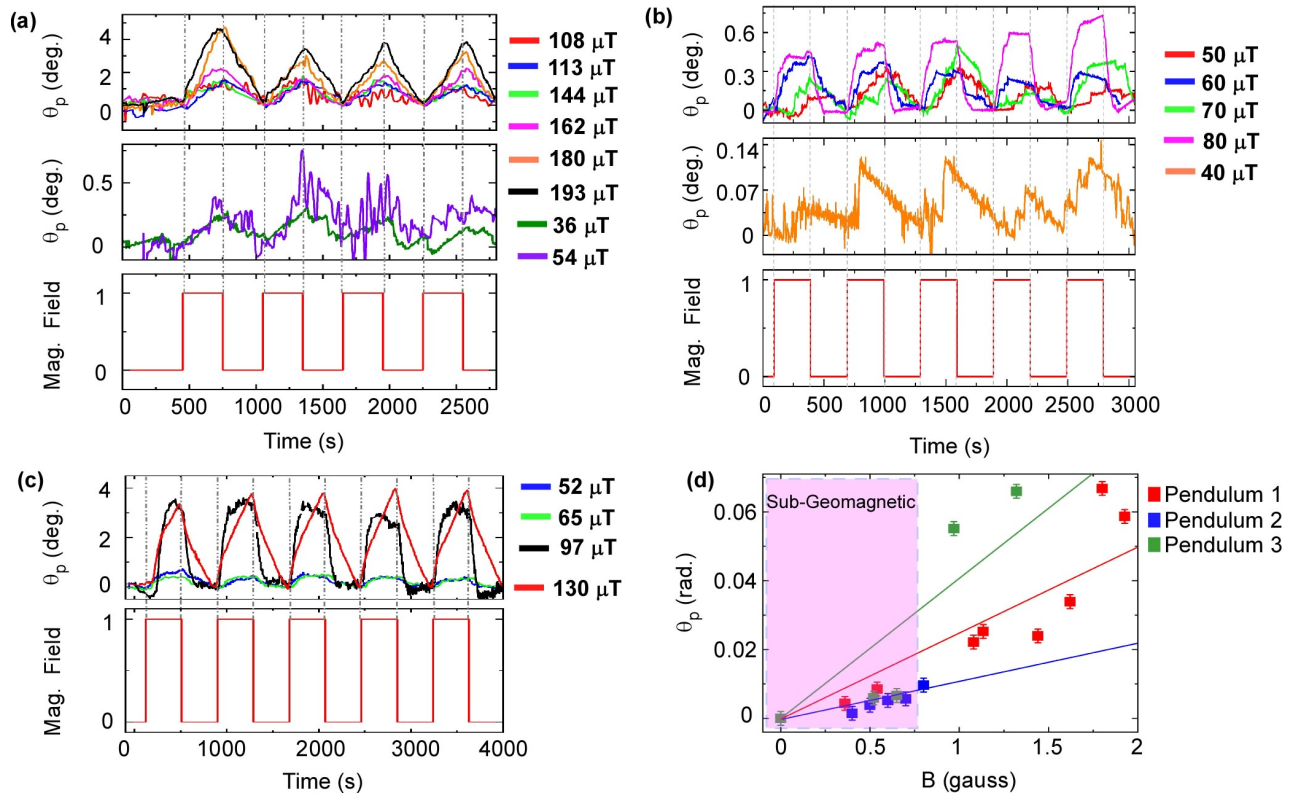 (a)
θp (deg.)
4
2
0
θp (deg.)
0.5
0
Mag. Field
1
0
0 500 1000 1500 2000 2500
Time (s)
108 μT
113 μT
144 μT
162 μT
180 μT
193 μT
36 μT
54 μT
(b)
θp (deg.)
0.6
0.3
0
θp (deg.)
0.14
0.07
0
Mag. Field
1
0
0 500 1000 1500 2000 2500 3000
Time (s)
50 μT
60 μT
70 μT
80 μT
40 μT
(c)
θp (deg.)
4
2
0
Mag. Field
1
0
0 1000 2000 3000 4000
Time (s)
52 μT
65 μT
97 μT
130 μT
(d)
Sub-Geomagnetic
θp (rad.)
0.06
0.04
0.02
0
0 0.5 1 1.5 2
B (gauss)
Pendulum 1
Pendulum 2
Pendulum 3